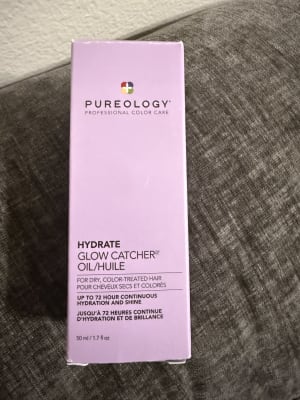 PUREOLOGY
PROFESSIONAL COLOR CARE
HYDRATE
GLOW CATCHER
OIL/HUILE
FOR DRY, COLOR-TREATED HAIR
POUR CHEVEUX SECS ET COLORÉS
UP TO 72 HOUR CONTINUOUS
HYDRATION AND SHINE
JUSQU'À 72 HEURES CONTINUE
D'HYDRATION ET DE BRILLANCE
50 ml / 1.7 fl oz